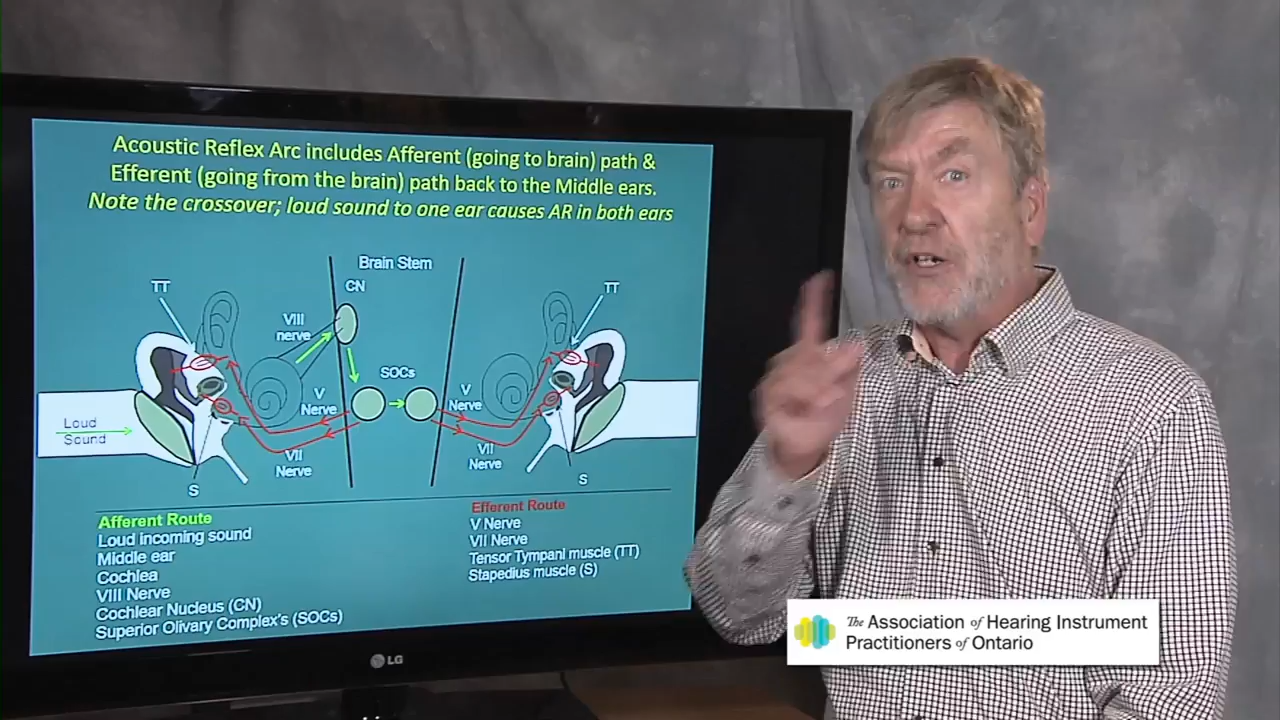 Acoustic Reflex Arc includes Afferent (going to brain) path &
Efferent (going from the brain) path back to the Middle ears.
Note the crossover; loud sound to one ear causes AR in both ears
Brain Stem
TT
CN
TT
VIII
nerve
SOCs
V
Nerve
V
Nerve
Loud
Sound
VII
Nerve
VII
Nerve
S
S
Afferent Route
Loud incoming sound
Middle ear
Cochlea
VIII Nerve
Cochlear Nucleus (CN)
Superior Olivary Complex's (SOCs)
Efferent Route
V Nerve
VII Nerve
Tensor Tympani muscle (TT)
Stapedius muscle (S)
LG
The Association of Hearing Instrument
Practitioners of Ontario